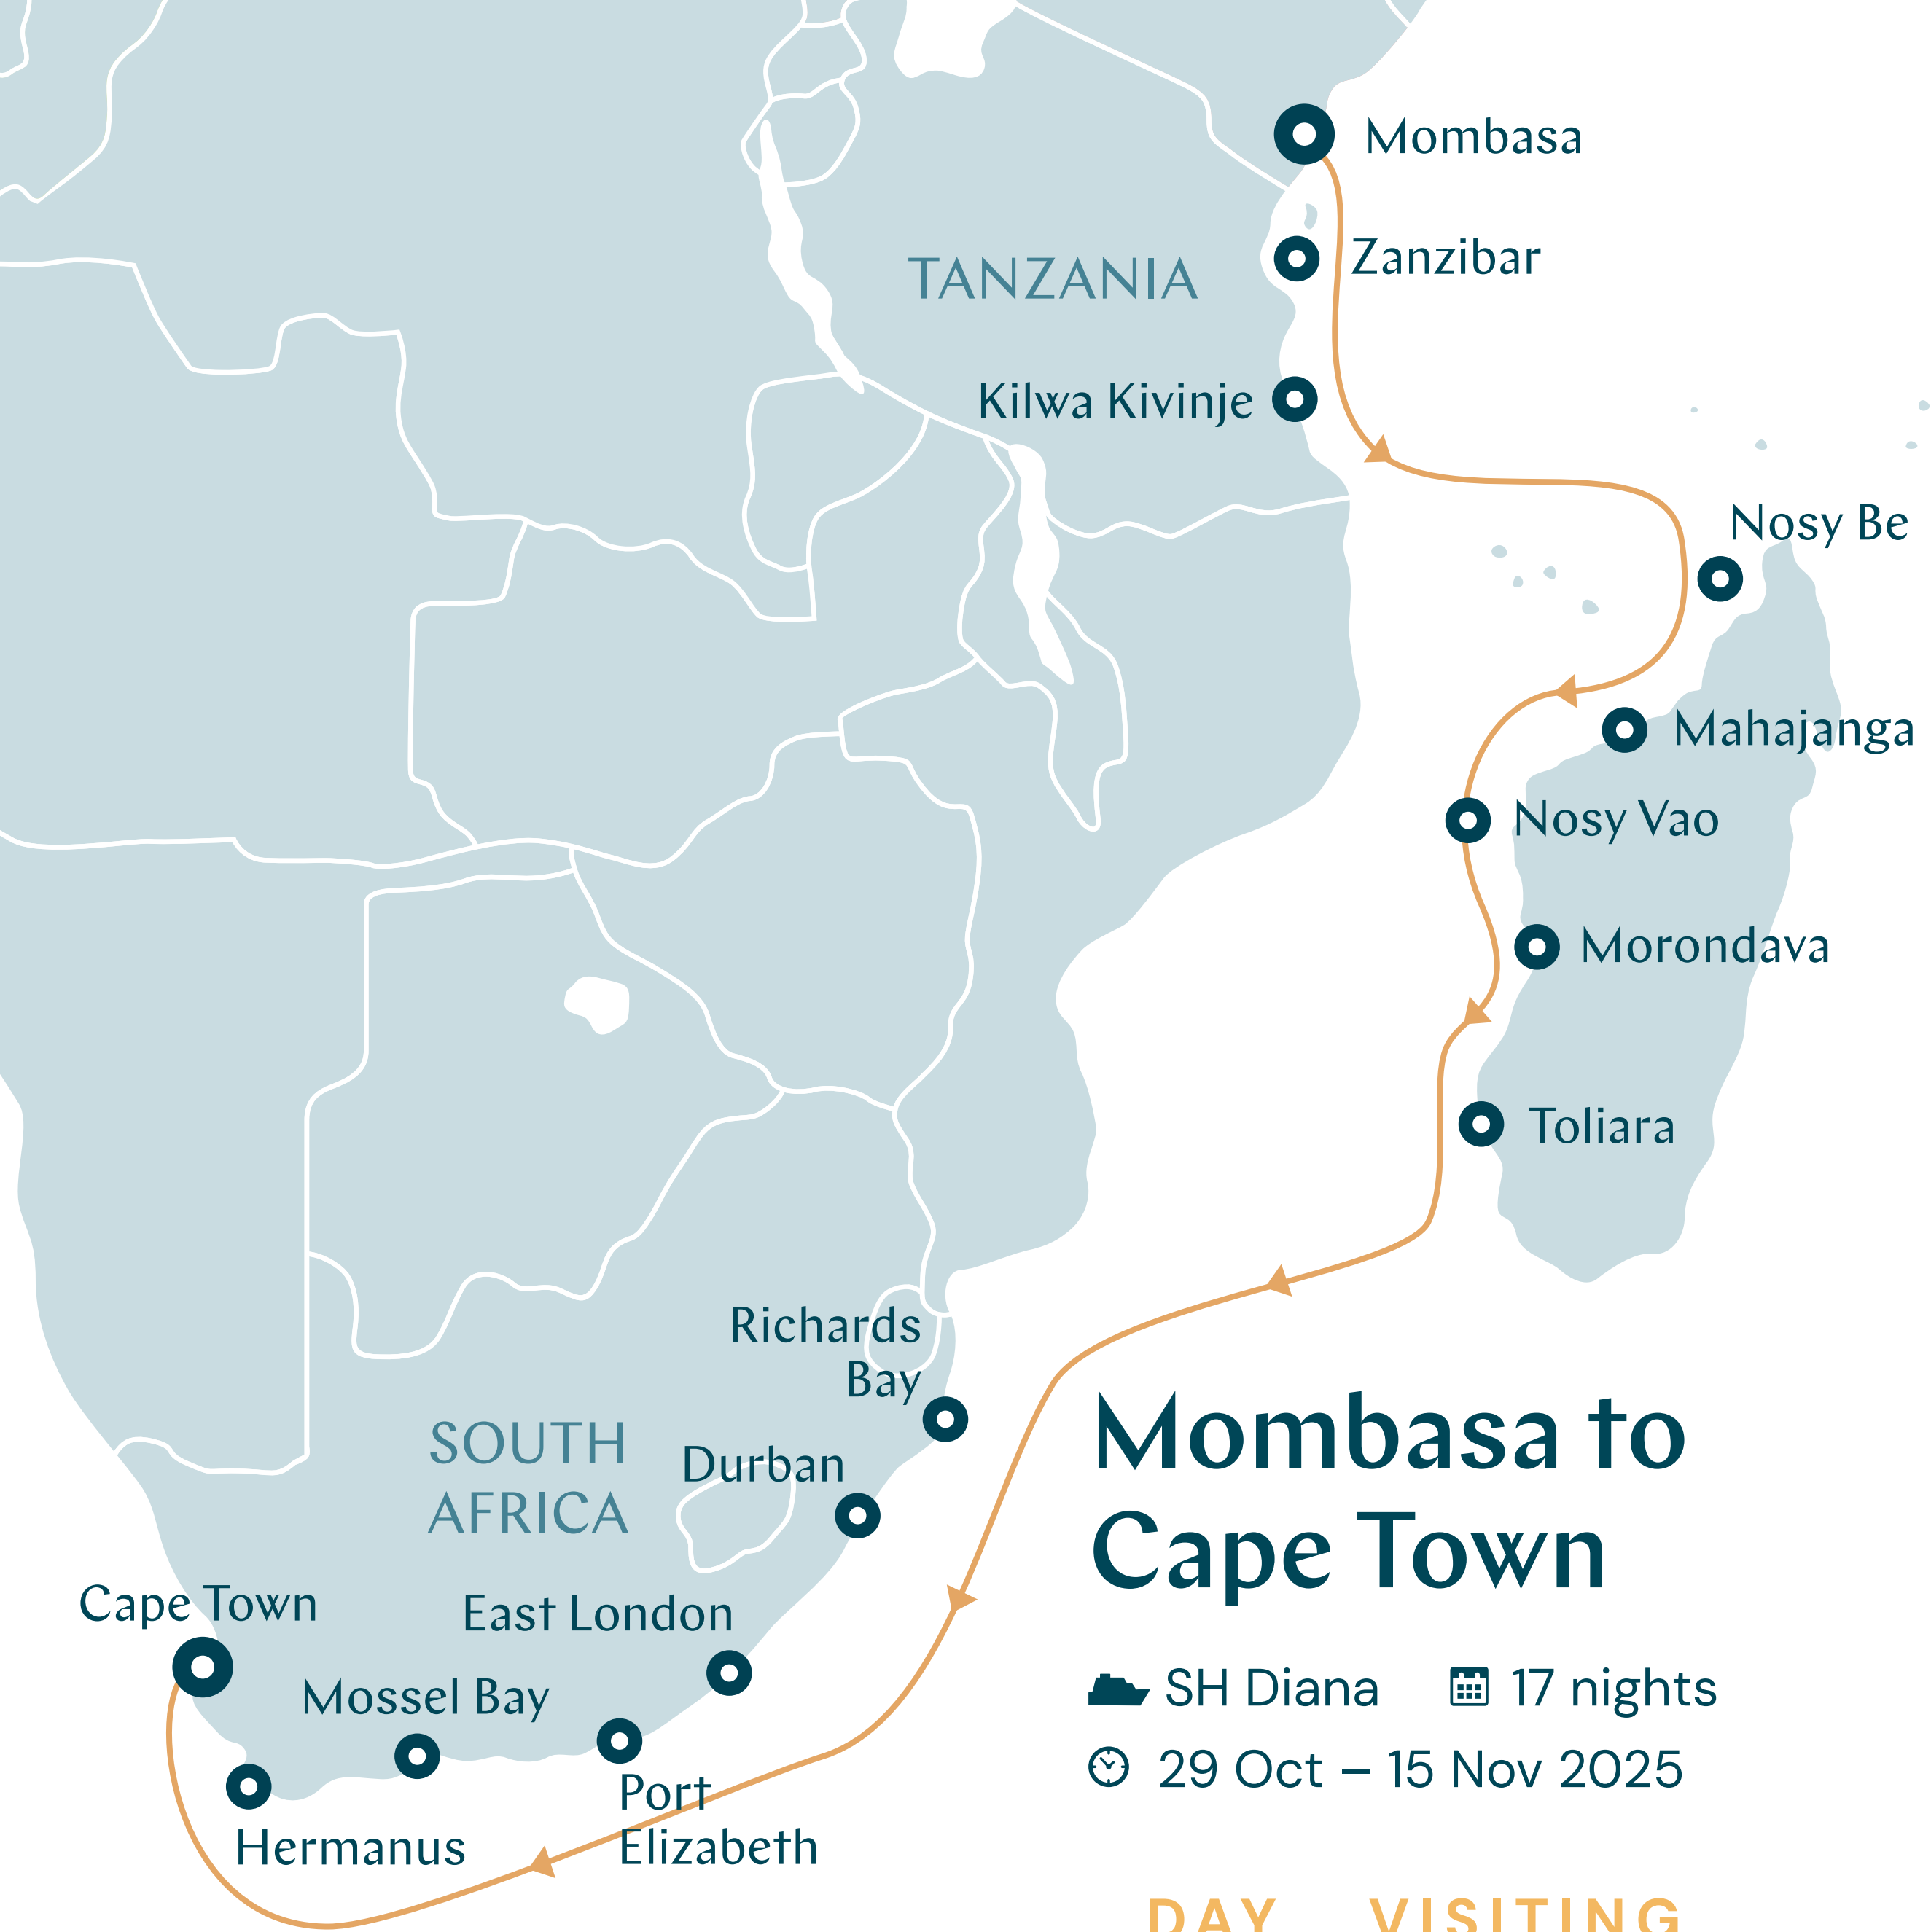 Mombasa
Zanzibar
TANZANIA
Kilwa Kivinje
Nosy Be
Mahajanga
Nosy Vao
Morondava
Toliara
Richards
Bay
Durban
SOUTH
AFRICA
East London
Cape Town
Mossel Bay
Port
Elizabeth
Hermanus
Mombasa to
Cape Town
SH Diana 17 nights
29 Oct – 15 Nov 2025
DAY VISITING